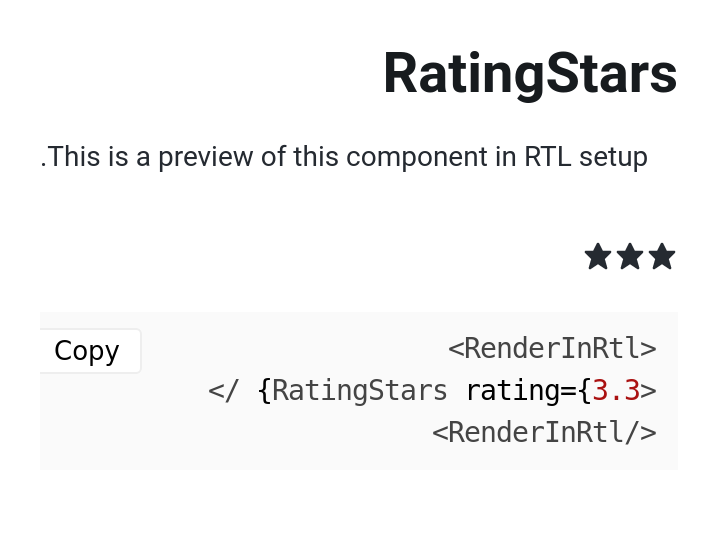 RatingStars
.This is a preview of this component in RTL setup
Copy
<RenderInRtl>
</ {RatingStars rating={3.3>
<RenderInRtl/>